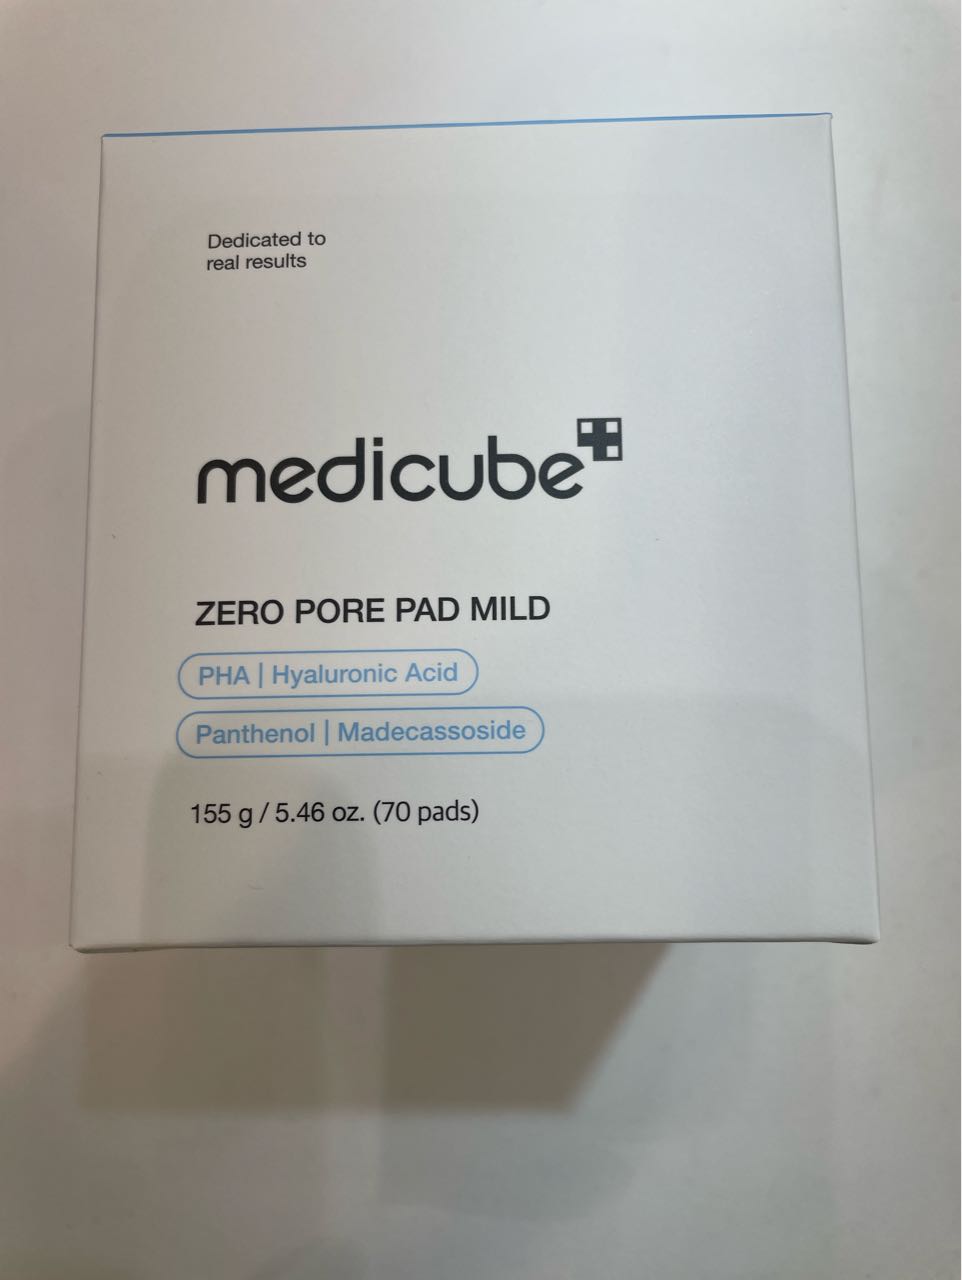 Dedicated to
real results
medicube
ZERO PORE PAD MILD
PHA | Hyaluronic Acid
Panthenol | Madecassoside
155 g / 5.46 oz. (70 pads)